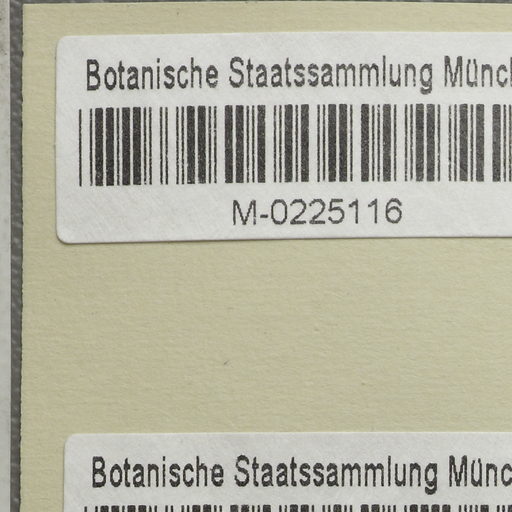 Botanische Staatssammlung Münc
M-0225116
Botanische Staatssammlung Münc